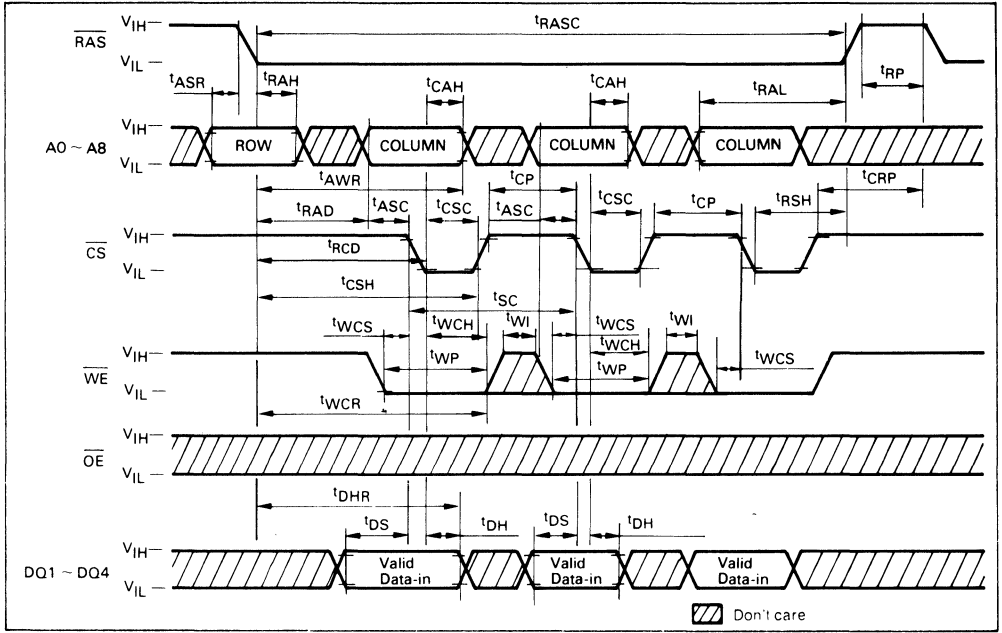 VIH
tRASC
RAS
VIL
tASR
tRAH
tCAH
tCAH
tRAL
tRP
VIH
A0 ~ A8
ROW
COLUMN
COLUMN
COLUMN
VIL
tAWR
tCP
tCRP
tRAD
tASC
tCSC
tASC
tCSC
tCP
tRSH
VIH
CS
tRCD
VIL
tCSH
tSC
tWCS
tWCH
tWI
tWCS
tWI
VIH
WE
tWP
tWCH
tWP
tWCS
VIL
tWCR
VIH
OE
VIL
tDHR
tDS
tDH
tDS
tDH
VIH
DQ1 ~ DQ4
Valid
Data-in
Valid
Data-in
Valid
Data-in
VIL
Don't care